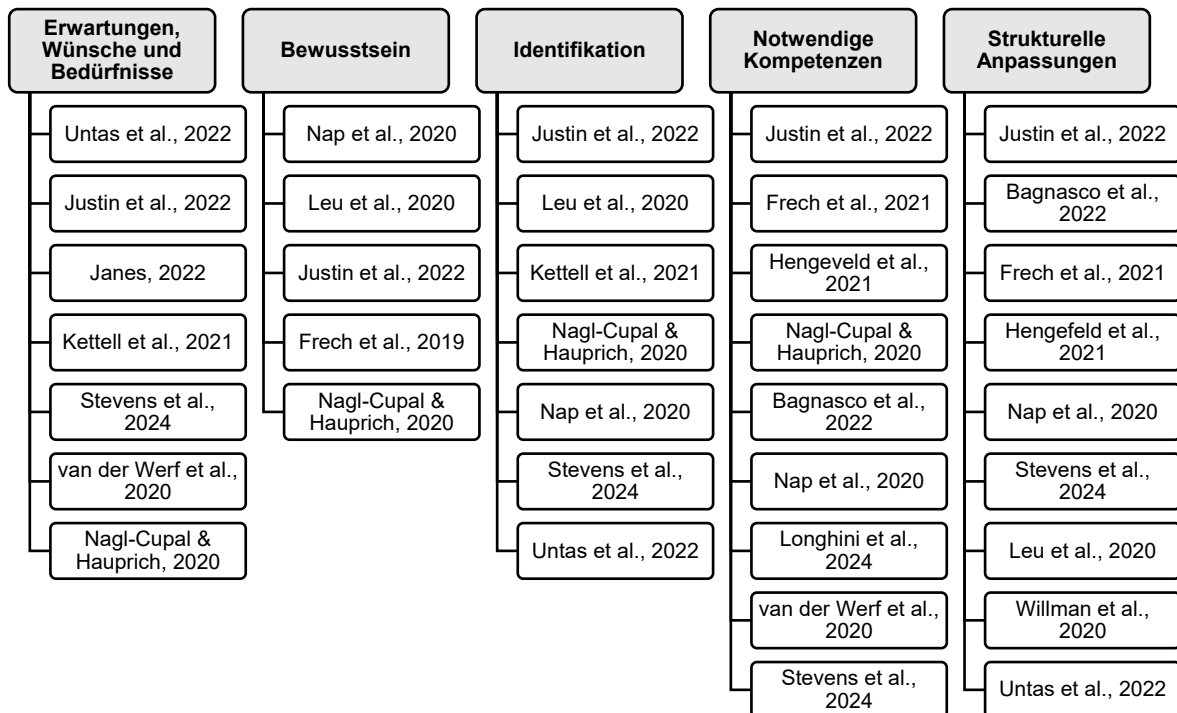 Erwartungen,
Wünsche und
Bedürfnisse
Untas et al., 2022
Justin et al., 2022
Janes, 2022
Kettell et al., 2021
Stevens et al.,
2024
van der Werf et al.,
2020
Nagl-Cupal &
Hauprich, 2020
Bewusstsein
Nap et al., 2020
Leu et al., 2020
Justin et al., 2022
Frech et al., 2019
Nagl-Cupal &
Hauprich, 2020
Identifikation
Justin et al., 2022
Leu et al., 2020
Kettell et al., 2021
Nagl-Cupal &
Hauprich, 2020
Nap et al., 2020
Stevens et al.,
2024
Untas et al., 2022
Notwendige
Kompetenzen
Justin et al., 2022
Frech et al., 2021
Hengeveld et al.,
2021
Nagl-Cupal &
Hauprich, 2020
Bagnasco et al.,
2022
Nap et al., 2020
Longhini et al.,
2024
van der Werf et al.,
2020
Stevens et al.,
2024
Strukturelle
Anpassungen
Justin et al., 2022
Bagnasco et al.,
2022
Frech et al., 2021
Hengefeld et al.,
2021
Nap et al., 2020
Stevens et al.,
2024
Leu et al., 2020
Willman et al.,
2020
Untas et al., 2022